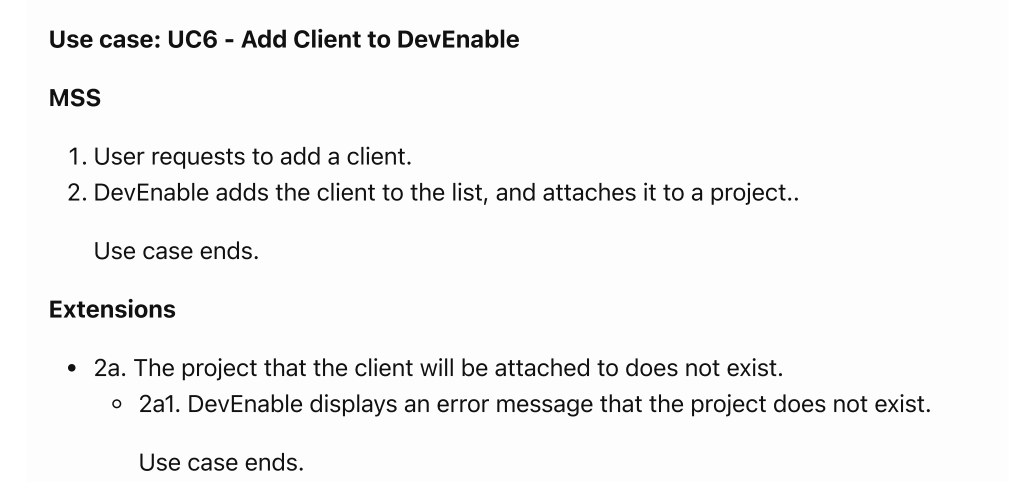 Use case: UC6 - Add Client to DevEnable
MSS
1. User requests to add a client.
2. DevEnable adds the client to the list, and attaches it to a project..
Use case ends.
Extensions
• 2a. The project that the client will be attached to does not exist.
◦ 2a1. DevEnable displays an error message that the project does not exist.
Use case ends.